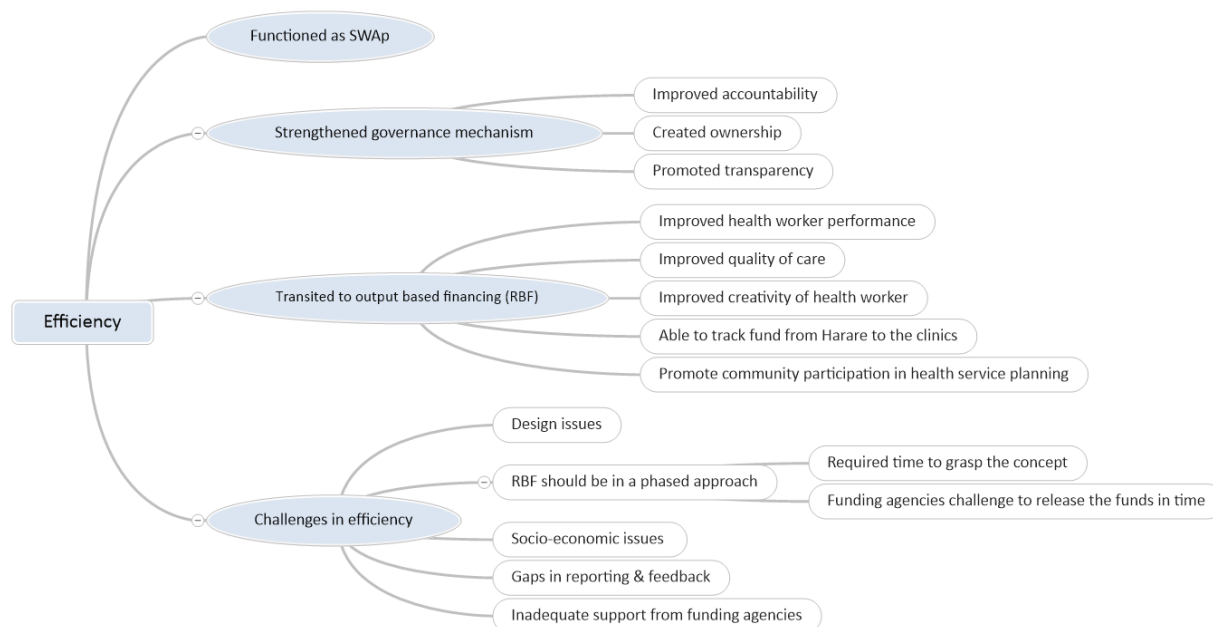 Functioned as SWAp
Improved accountability
Strengthened governance mechanism
Created ownership
Promoted transparency
Improved health worker performance
Improved quality of care
Transited to output based financing (RBF)
Improved creativity of health worker
Efficiency
Able to track fund from Harare to the clinics
Promote community participation in health service planning
Design issues
Required time to grasp the concept
RBF should be in a phased approach
Funding agencies challenge to release the funds in time
Challenges in efficiency
Socio-economic issues
Gaps in reporting & feedback
Inadequate support from funding agencies